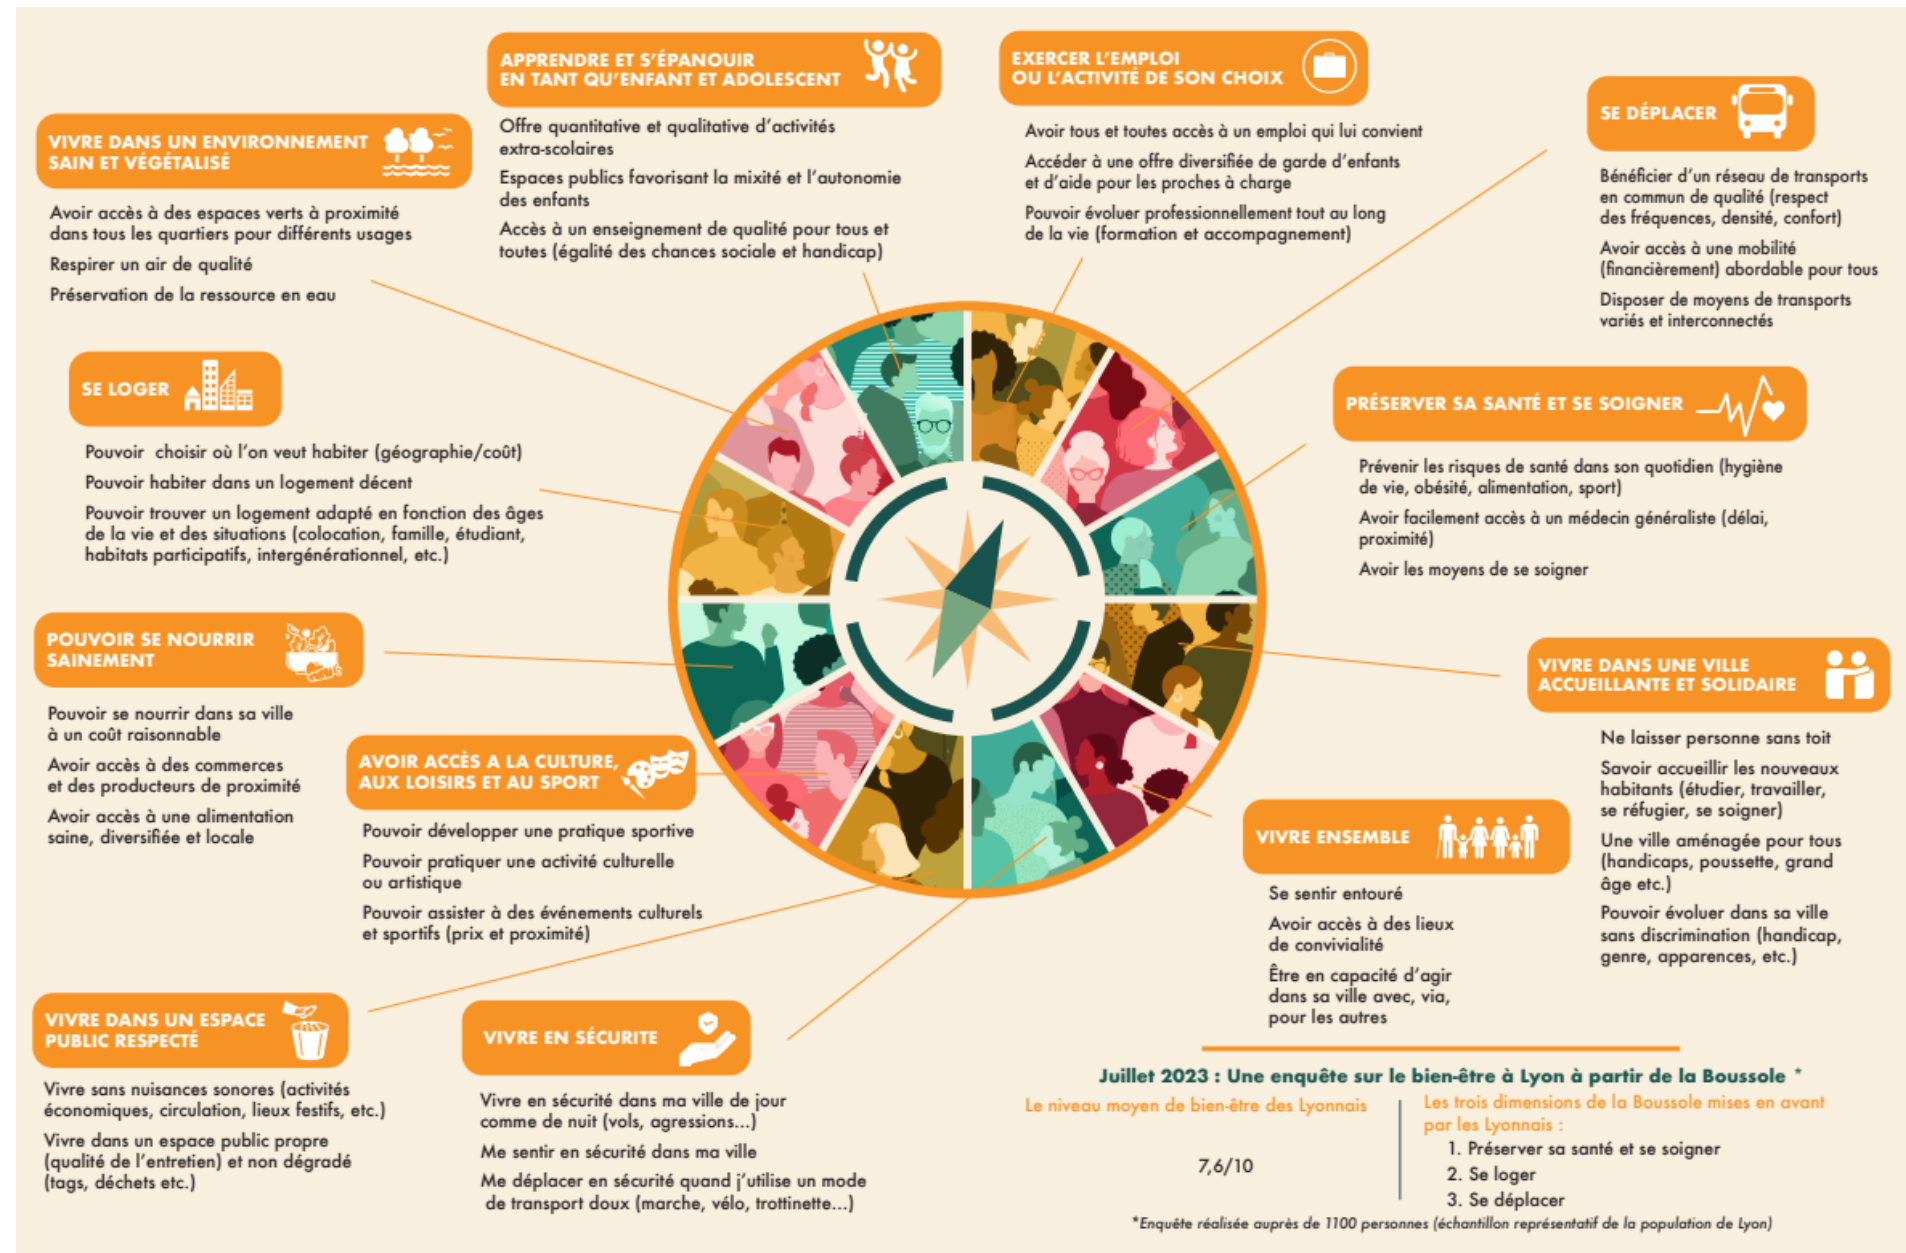 APPRENDRE ET S'ÉPANOUIR
EN TANT QU'ENFANT ET ADOLESCENT
Offre quantitative et qualitative d'activités
extra-scolaires
Espaces publics favorisant la mixité et l'autonomie
des enfants
Accès à un enseignement de qualité pour tous et
toutes (égalité des chances sociale et handicap)
EXERCER L'EMPLOI
OU L'ACTIVITÉ DE SON CHOIX
Avoir tous et toutes accès à un emploi qui lui convient
Accéder à une offre diversifiée de garde d'enfants
et d'aide pour les proches à charge
Pouvoir évoluer professionnellement tout au long
de la vie (formation et accompagnement)
SE DÉPLACER
Bénéficier d'un réseau de transports
en commun de qualité (respect
des fréquences, densité, confort)
Avoir accès à une mobilité
(financièrement) abordable pour tous
Disposer de moyens de transports
variés et interconnectés
VIVRE DANS UN ENVIRONNEMENT
SAIN ET VÉGÉTALISÉ
Avoir accès à des espaces verts à proximité
dans tous les quartiers pour différents usages
Respirer un air de qualité
Préservation de la ressource en eau
SE LOGER
Pouvoir choisir où l'on veut habiter (géographie/coût)
Pouvoir habiter dans un logement décent
Pouvoir trouver un logement adapté en fonction des âges
de la vie et des situations (colocation, famille, étudiant,
habitats participatifs, intergénérationnel, etc.)
PRÉSERVER SA SANTÉ ET SE SOIGNER
Prévenir les risques de santé dans son quotidien (hygiène
de vie, obésité, alimentation, sport)
Avoir facilement accès à un médecin généraliste (délai,
proximité)
Avoir les moyens de se soigner
POUVOIR SE NOURRIR
SAINEMENT
Pouvoir se nourrir dans sa ville
à un coût raisonnable
Avoir accès à des commerces
et des producteurs de proximité
Avoir accès à une alimentation
saine, diversifiée et locale
AVOIR ACCÈS A LA CULTURE,
AUX LOISIRS ET AU SPORT
Pouvoir développer une pratique sportive
Pouvoir pratiquer une activité culturelle
ou artistique
Pouvoir assister à des événements culturels
et sportifs (prix et proximité)
VIVRE DANS UNE VILLE
ACCUEILLANTE ET SOLIDAIRE
Ne laisser personne sans toit
Savoir accueillir les nouveaux
habitants (étudier, travailler,
se réfugier, se soigner)
Une ville aménagée pour tous
(handicaps, poussette, grand
âge etc.)
Pouvoir évoluer dans sa ville
sans discrimination (handicap,
genre, apparences, etc.)
VIVRE ENSEMBLE
Se sentir entouré
Avoir accès à des lieux
de convivialité
Être en capacité d'agir
dans sa ville avec, via,
pour les autres
VIVRE DANS UN ESPACE
PUBLIC RESPECTÉ
Vivre sans nuisances sonores (activités
économiques, circulation, lieux festifs, etc.)
Vivre dans un espace public propre
(qualité de l'entretien) et non dégradé
(tags, déchets etc.)
VIVRE EN SÉCURITE
Vivre en sécurité dans ma ville de jour
comme de nuit (vols, agressions...)
Me sentir en sécurité dans ma ville
Me déplacer en sécurité quand j'utilise un mode
de transport doux (marche, vélo, trottinette...)
Juillet 2023 : Une enquête sur le bien-être à Lyon à partir de la Boussole *
Le niveau moyen de bien-être des Lyonnais
7,6/10
Les trois dimensions de la Boussole mises en avant
par les Lyonnais :
1. Préserver sa santé et se soigner
2. Se loger
3. Se déplacer
*Enquête réalisée auprès de 1100 personnes (échantillon représentatif de la population de Lyon)